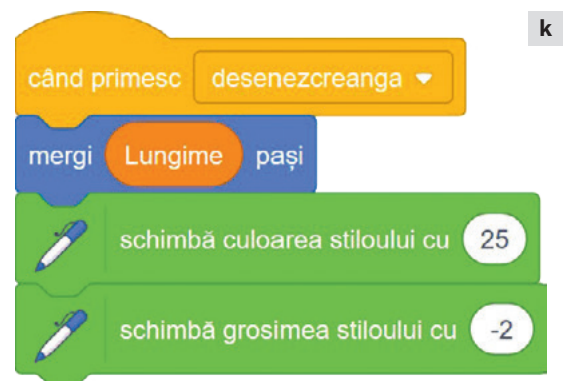 k
când primesc desenezcreanga
mergi Lungime pași
schimbă culoarea stiloului cu 25
schimbă grosimea stiloului cu -2